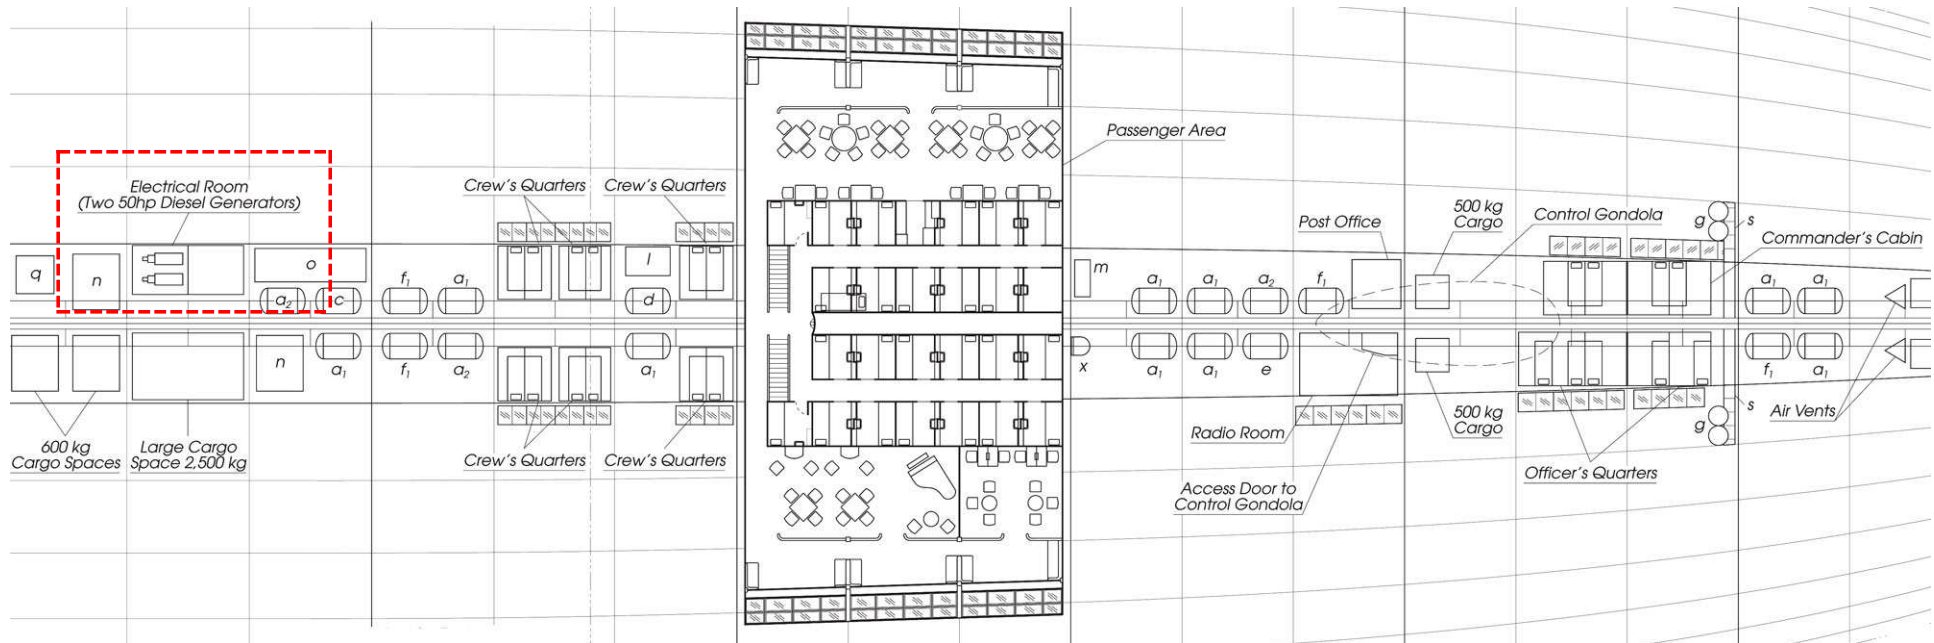 Passenger Area
Electrical Room
(Two 50hp Diesel Generators)
Crew's Quarters
Crew's Quarters
Post Office
500 kg
Cargo
Control Gondola
g
s
Commander's Cabin
q
n
o
l
m
a2
c
f1
a1
d
a1
a1
a2
f1
a1
a1
n
a1
f1
a2
a1
x
a1
a1
e
f1
a1
600 kg
Cargo Spaces
Large Cargo
Space 2,500 kg
Crew's Quarters
Crew's Quarters
Radio Room
500 kg
Cargo
g
s
Air Vents
Access Door to
Control Gondola
Officer's Quarters